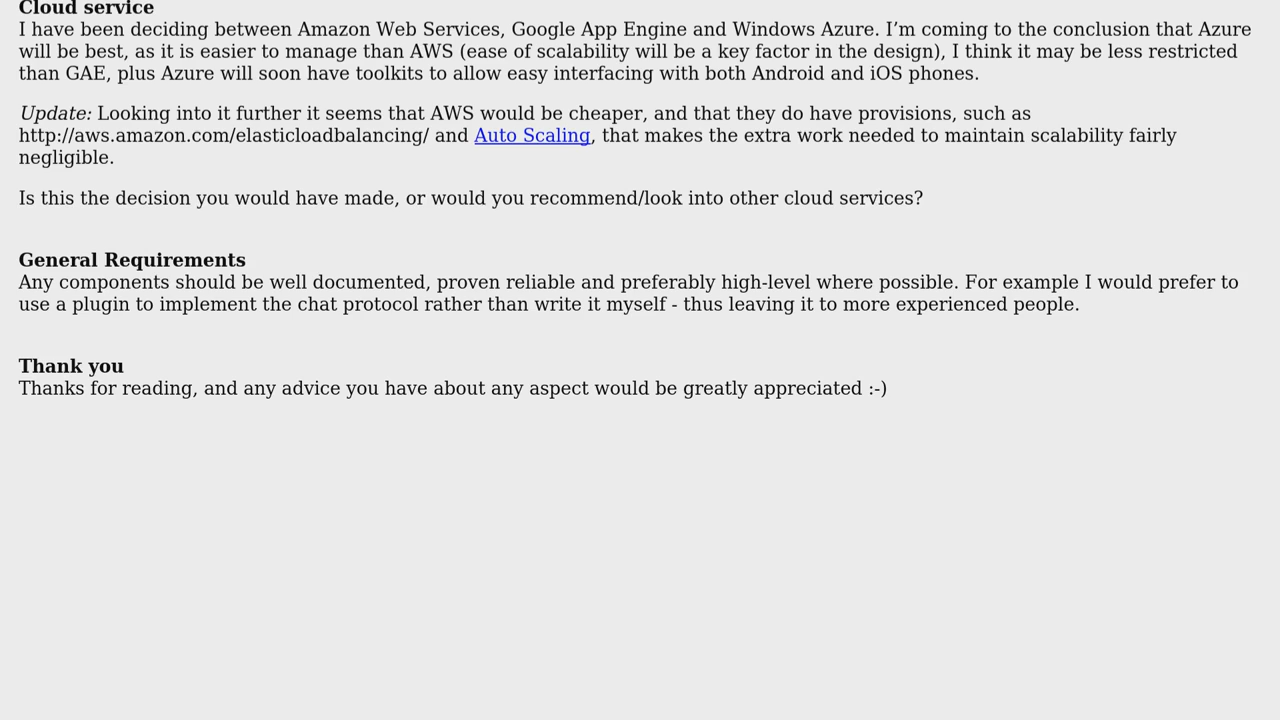 Cloud service
I have been deciding between Amazon Web Services, Google App Engine and Windows Azure. I’m coming to the conclusion that Azure
will be best, as it is easier to manage than AWS (ease of scalability will be a key factor in the design), I think it may be less restricted
than GAE, plus Azure will soon have toolkits to allow easy interfacing with both Android and iOS phones.
Update: Looking into it further it seems that AWS would be cheaper, and that they do have provisions, such as
http://aws.amazon.com/elasticloadbalancing/ and Auto Scaling, that makes the extra work needed to maintain scalability fairly
negligible.
Is this the decision you would have made, or would you recommend/look into other cloud services?
General Requirements
Any components should be well documented, proven reliable and preferably high-level where possible. For example I would prefer to
use a plugin to implement the chat protocol rather than write it myself - thus leaving it to more experienced people.
Thank you
Thanks for reading, and any advice you have about any aspect would be greatly appreciated :-)